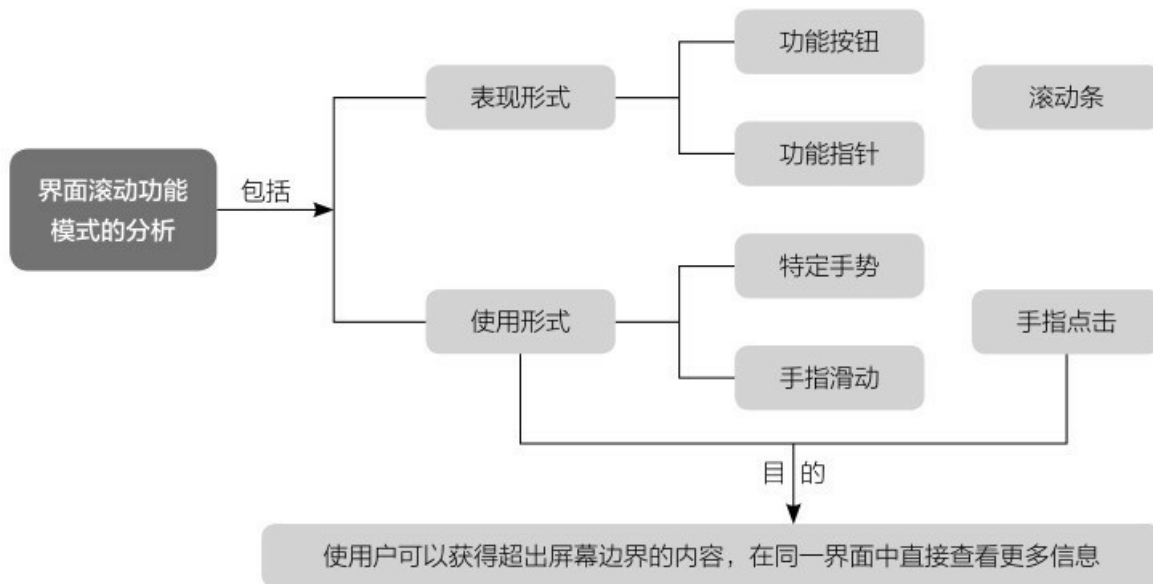 界面滚动功能
模式的分析
包括
表现形式
功能按钮
功能指针
滚动条
使用形式
特定手势
手指滑动
手指点击
目的
使用户可以获得超出屏幕边界的内容，在同一界面中直接查看更多信息